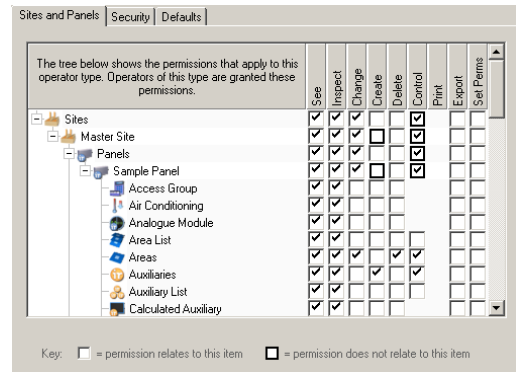 Sites and Panels Security Defaults
The tree below shows the permissions that apply to this
operator type. Operators of this type are granted these
permissions.
See Inspect Change Create Delete Control Print Export Set Perms
Sites
Master Site
Panels
Sample Panel
Access Group
Air Conditioning
Analogue Module
Area List
Areas
Auxiliaries
Auxiliary List
Calculated Auxiliary
Key: = permission relates to this item = permission does not relate to this item